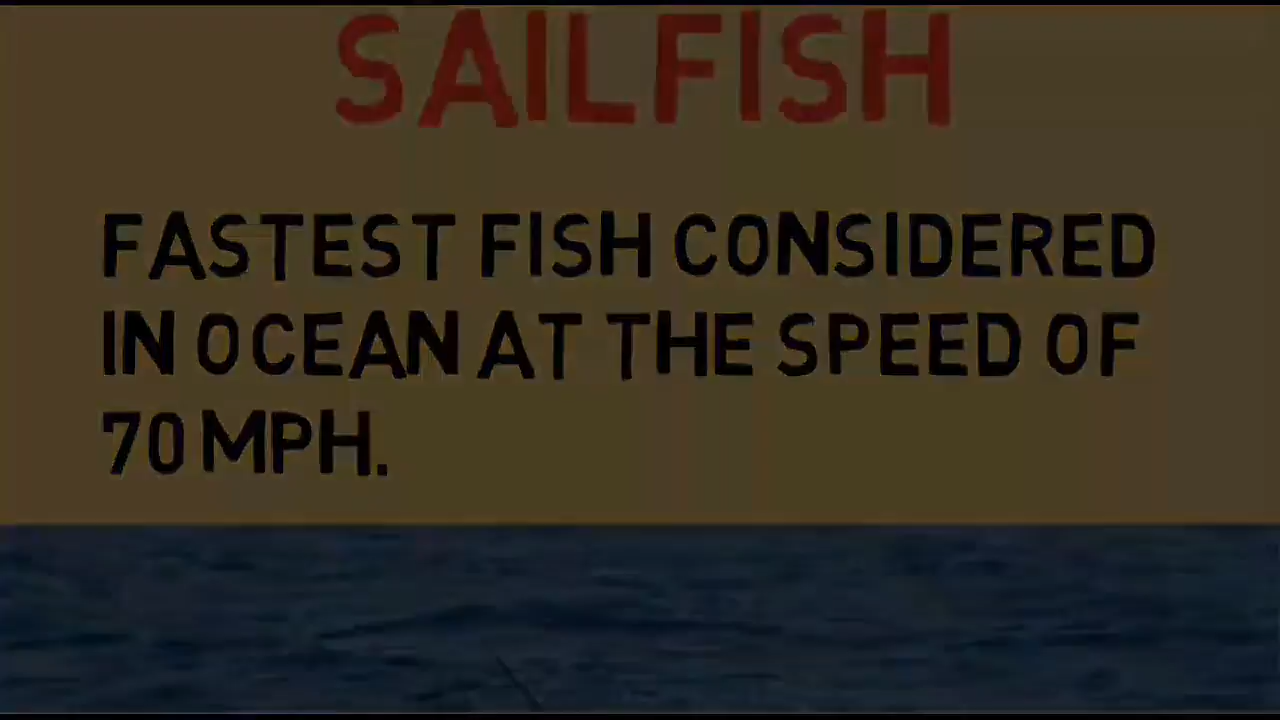 SAILFISH
FASTEST FISH CONSIDERED
IN OCEAN AT THE SPEED OF
70 MPH.